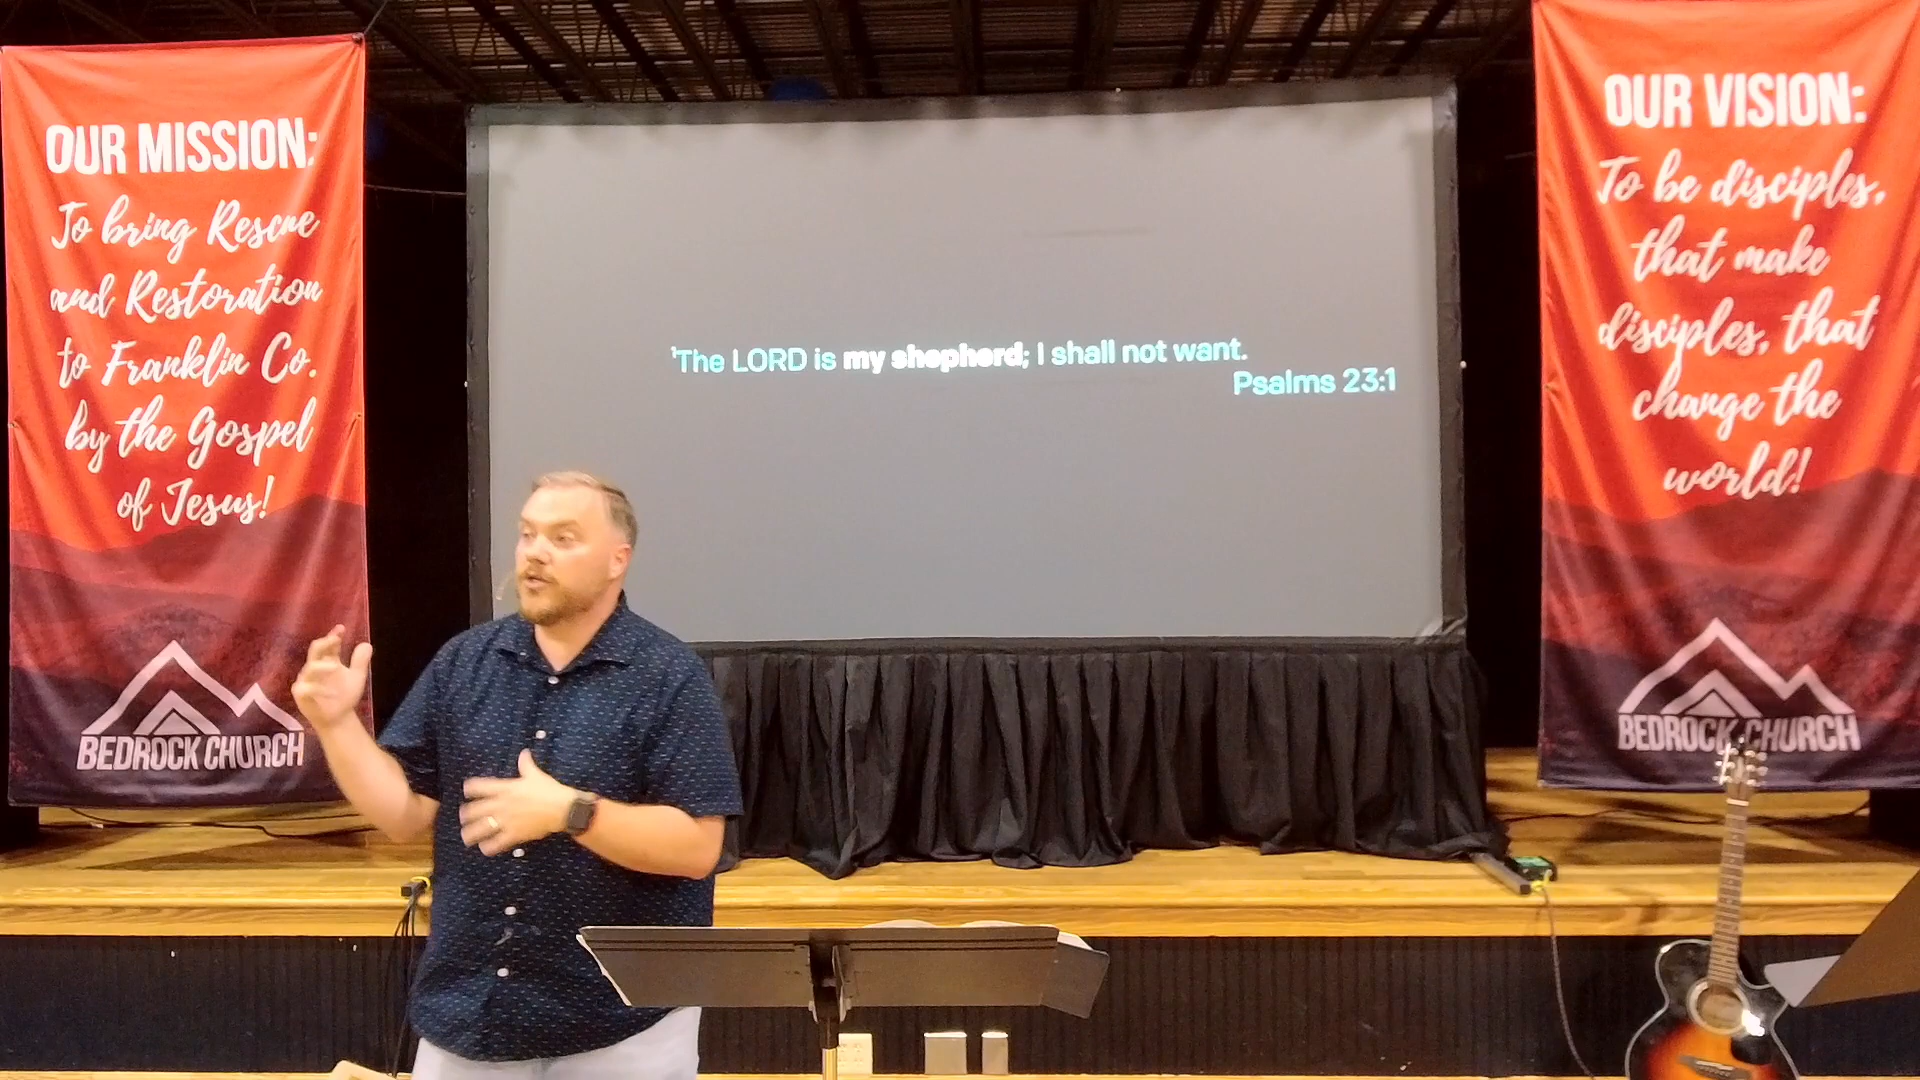 OUR MISSION:
To bring Rescue
and Restoration
to Franklin Co.
by the Gospel
of Jesus!
BEDROCK CHURCH
¹The LORD is my shepherd; I shall not want.
Psalms 23:1
OUR VISION:
To be disciples,
that make
disciples, that
change the
world!
BEDROCK CHURCH